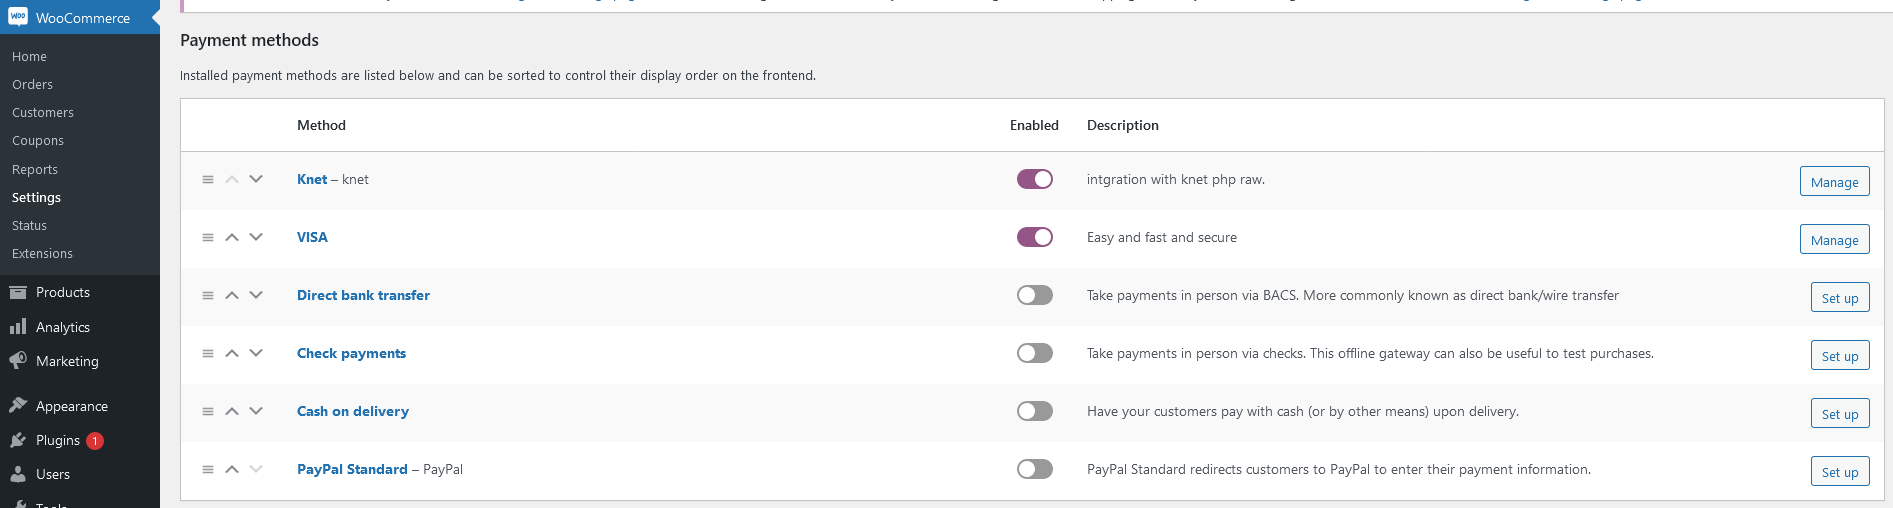 WooCommerce
Home
Orders
Customers
Coupons
Reports
Settings
Status
Extensions
Products
Analytics
Marketing
Appearance
Plugins 1
Users
Tools
Payment methods
Installed payment methods are listed below and can be sorted to control their display order on the frontend.
Method Enabled Description
Knet – knet intgration with knet php raw. Manage
VISA Easy and fast and secure Manage
Direct bank transfer Take payments in person via BACS. More commonly known as direct bank/wire transfer Set up
Check payments Take payments in person via checks. This offline gateway can also be useful to test purchases. Set up
Cash on delivery Have your customers pay with cash (or by other means) upon delivery. Set up
PayPal Standard – PayPal PayPal Standard redirects customers to PayPal to enter their payment information. Set up